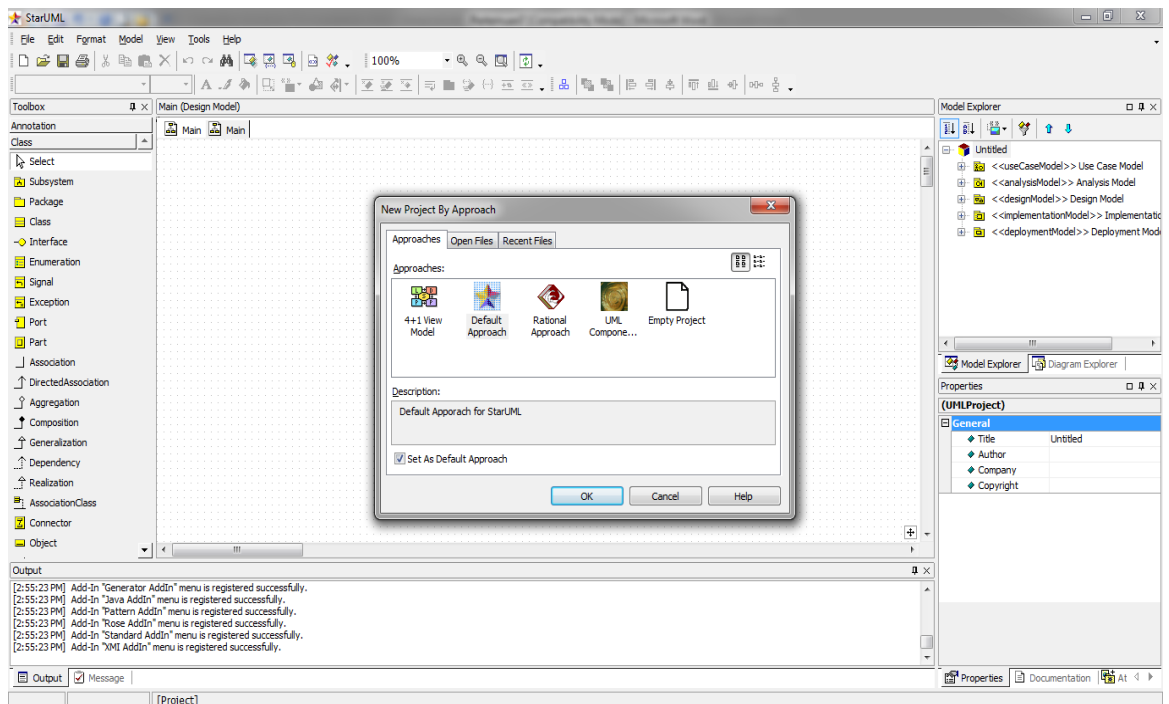 StarUML
File Edit Format Model View Tools Help
100%
Toolbox
Annotation
Class
Select
Subsystem
Package
Class
Interface
Enumeration
Signal
Exception
Port
Part
Association
DirectedAssociation
Aggregation
Composition
Generalization
Dependency
Realization
AssociationClass
Connector
Object
Main (Design Model)
Main Main
New Project By Approach
Approaches Open Files Recent Files
Approaches:
4+1 View Model
Default Approach
Rational Approach
UML Compone...
Empty Project
Description:
Default Apporach for StarUML
Set As Default Approach
OK Cancel Help
Model Explorer
Untitled
<<useCaseModel>> Use Case Model
<<analysisModel>> Analysis Model
<<designModel>> Design Model
<<implementationModel>> Implementatio
<<deploymentModel>> Deployment Mod
Model Explorer Diagram Explorer
Properties
(UMLProject)
General
Title Untitled
Author
Company
Copyright
Properties Documentation At
Output
[2:55:23 PM] Add-In "Generator AddIn" menu is registered successfully.
[2:55:23 PM] Add-In "Java AddIn" menu is registered successfully.
[2:55:23 PM] Add-In "Pattern AddIn" menu is registered successfully.
[2:55:23 PM] Add-In "Rose AddIn" menu is registered successfully.
[2:55:23 PM] Add-In "Standard AddIn" menu is registered successfully.
[2:55:23 PM] Add-In "XMI AddIn" menu is registered successfully.
Output Message
[Project]